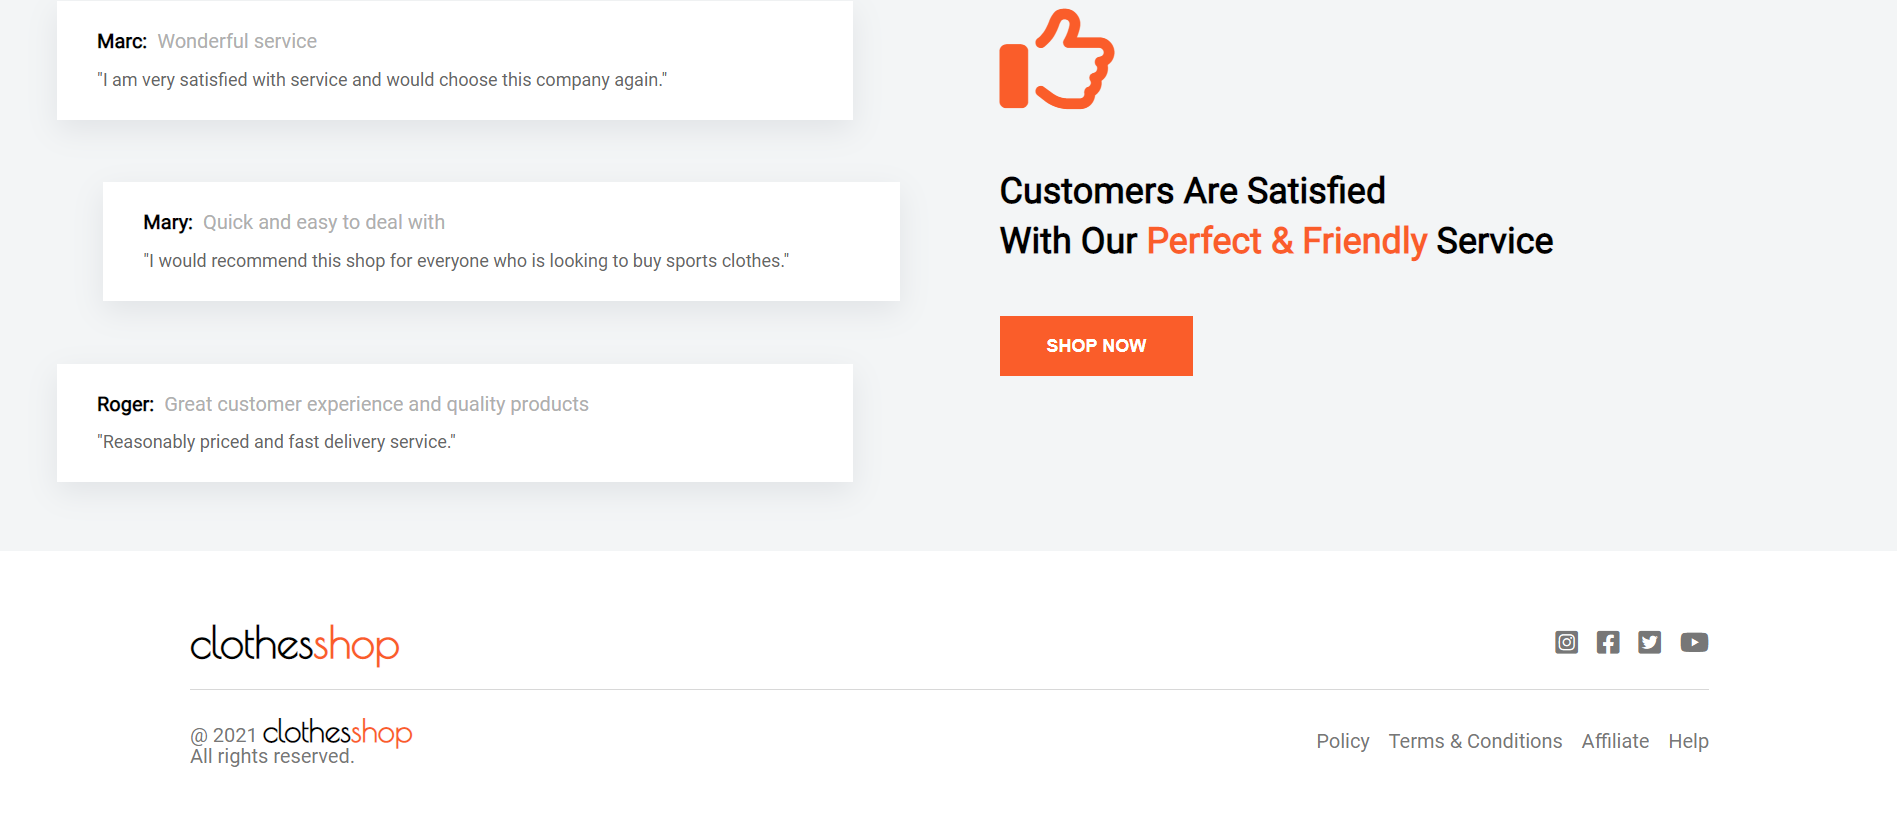 Marc: Wonderful service
"I am very satisfied with service and would choose this company again."
Mary: Quick and easy to deal with
"I would recommend this shop for everyone who is looking to buy sports clothes."
Roger: Great customer experience and quality products
"Reasonably priced and fast delivery service."
Customers Are Satisfied
With Our Perfect & Friendly Service
SHOP NOW
clothesshop
@ 2021 clothesshop
All rights reserved.
Policy Terms & Conditions Affiliate Help